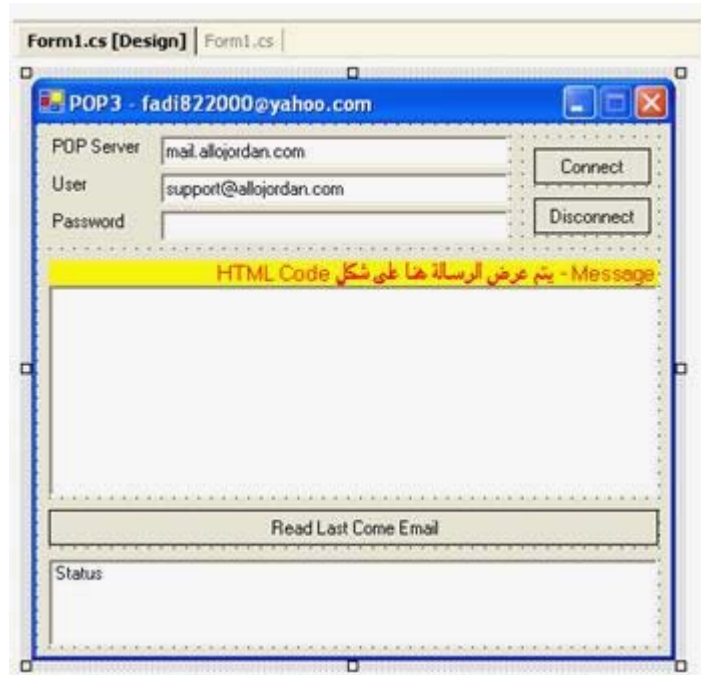 Form1.cs [Design] Form1.cs
POP3 - fadi822000@yahoo.com
POP Server mail.allojordan.com
Connect
User support@allojordan.com
Password
Disconnect
Message - يتم عرض الرسالة هنا على شكل HTML Code
Read Last Come Email
Status